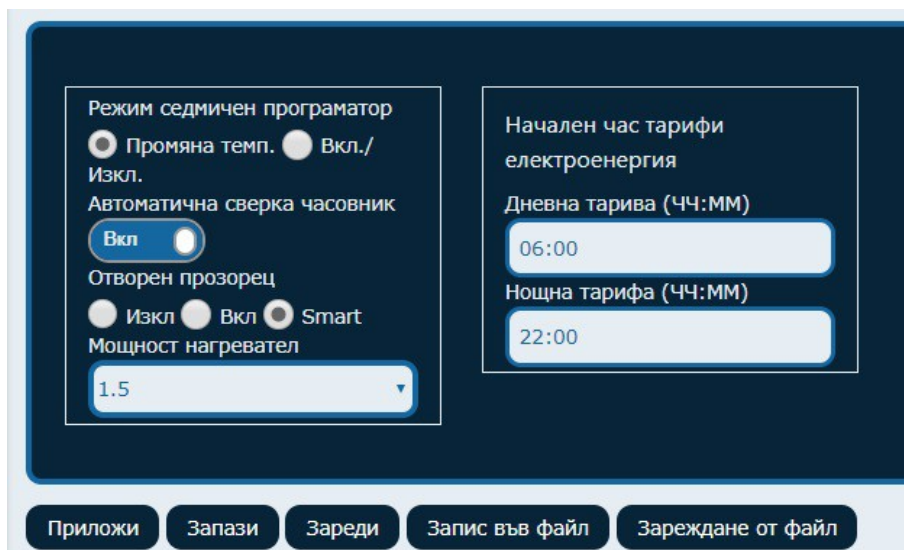 Режим седмичен програматор
Промяна темп. Вкл./
Изкл.
Автоматична сверка часовник
Вкл
Отворен прозорец
Изкл Вкл Smart
Мощност нагревател
1.5
Начален час тарифи
електроенергия
Дневна тарива (ЧЧ:ММ)
06:00
Нощна тарифа (ЧЧ:ММ)
22:00
Приложи Запази Зареди Запис във файл Зареждане от файл